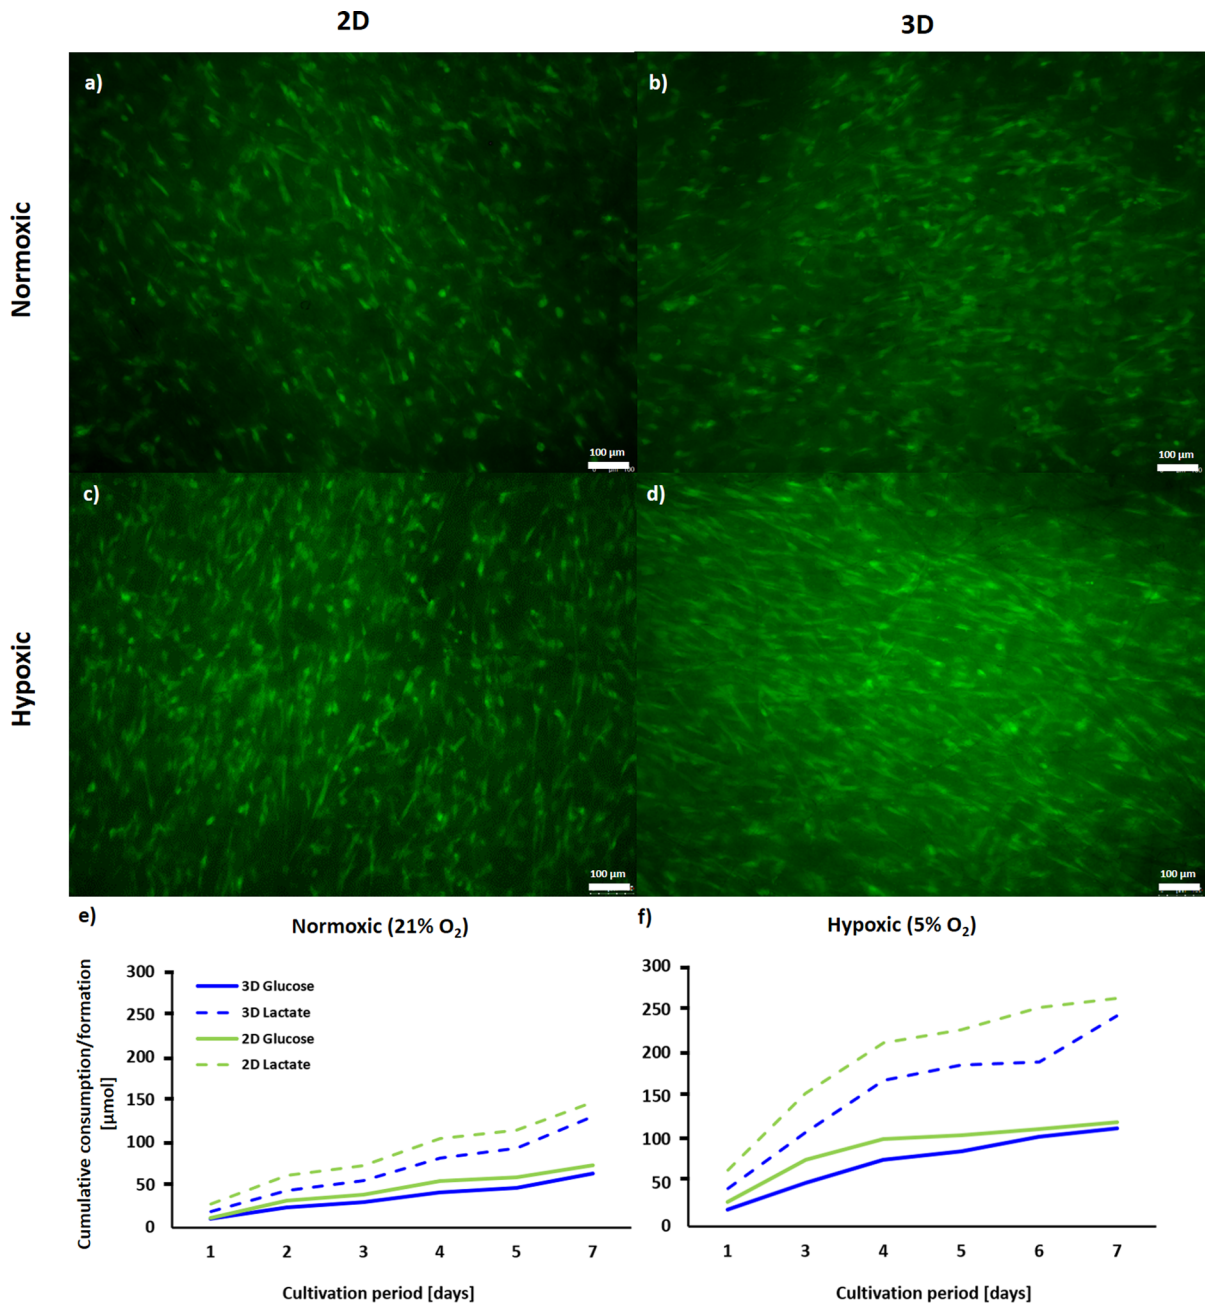 2D
3D
Normoxic
a)
b)
100 µm
100 µm
Hypoxic
c)
d)
100 µm
100 µm
e)
Normoxic (21% O₂)
f)
Hypoxic (5% O₂)
Cumulative consumption/formation
[µmol]
300
250
200
150
100
50
0
3D Glucose
3D Lactate
2D Glucose
2D Lactate
1 2 3 4 5 7
Cultivation period [days]
300
250
200
150
100
50
0
1 3 4 5 6 7
Cultivation period [days]